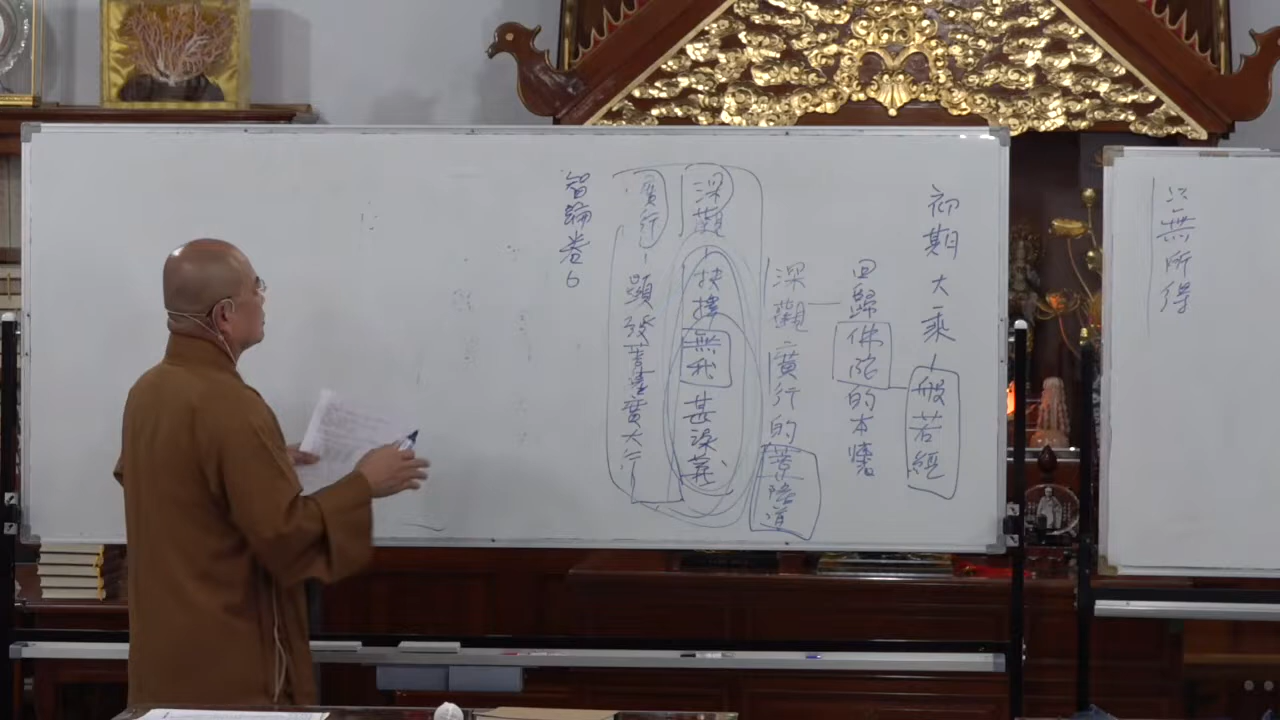 以無所得
初期大乘-般若經
回歸佛陀的本懷
深觀廣行的菩薩道
深觀-抉擇無我甚深義
廣行-顯發菩薩廣大行
智論卷6